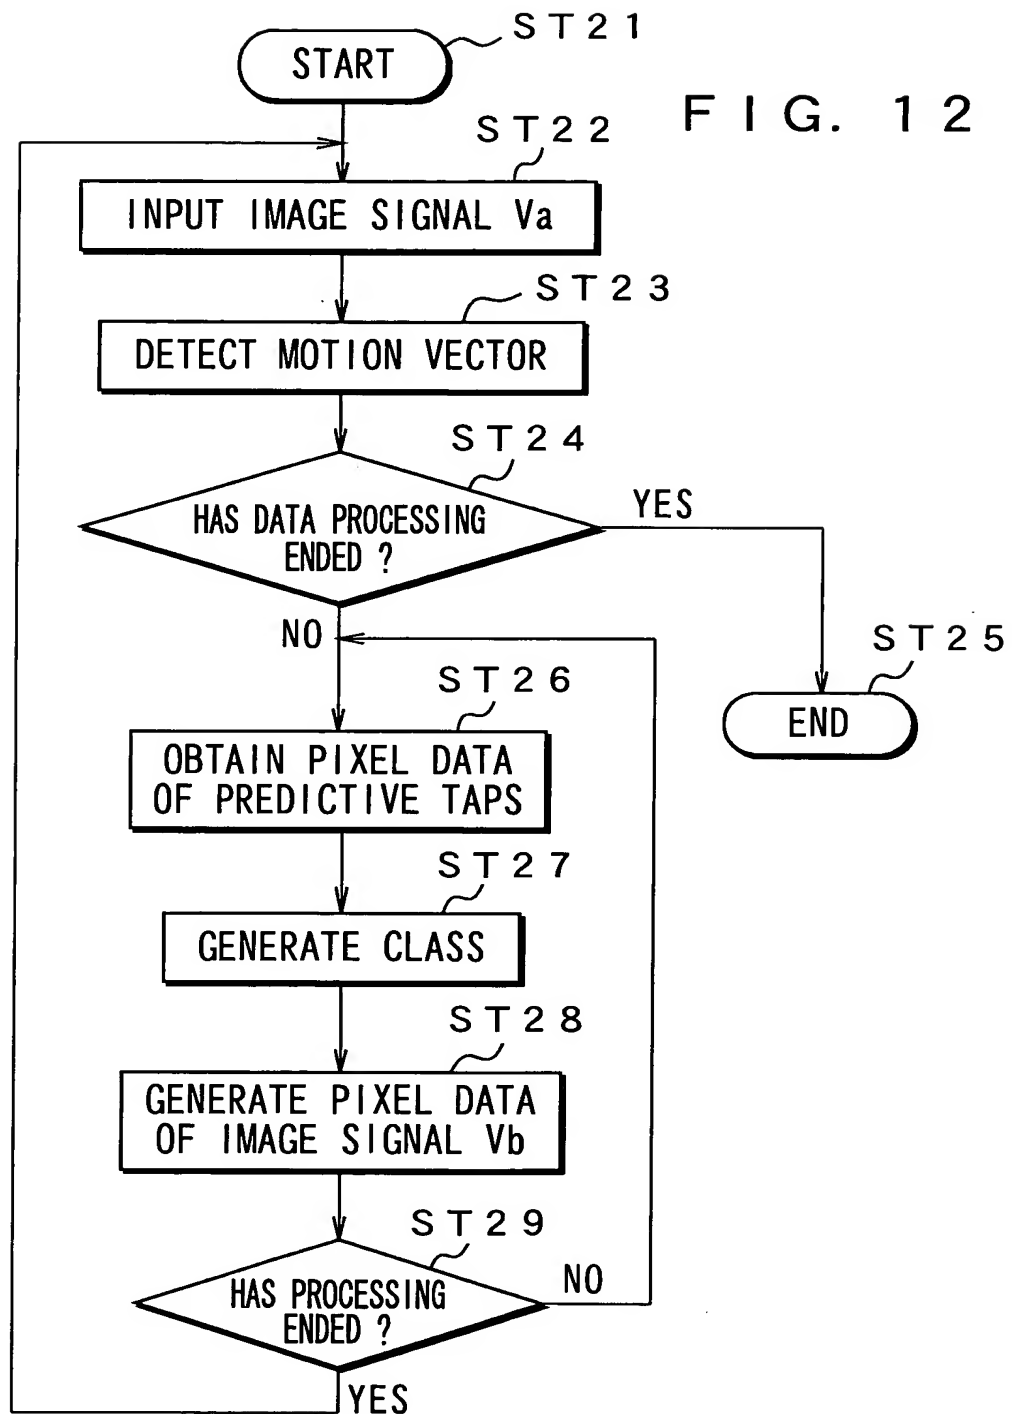 ST21
START
FIG. 12
ST22
INPUT IMAGE SIGNAL Va
ST23
DETECT MOTION VECTOR
ST24
HAS DATA PROCESSING
ENDED ?
YES
NO
ST25
END
ST26
OBTAIN PIXEL DATA
OF PREDICTIVE TAPS
ST27
GENERATE CLASS
ST28
GENERATE PIXEL DATA
OF IMAGE SIGNAL Vb
ST29
HAS PROCESSING
ENDED ?
NO
YES